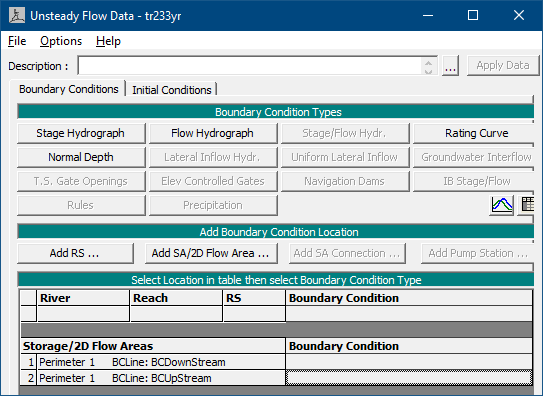 Unsteady Flow Data - tr233yr
File Options Help
Description : ... Apply Data
Boundary Conditions Initial Conditions
Boundary Condition Types
Stage Hydrograph Flow Hydrograph Stage/Flow Hydr. Rating Curve
Normal Depth Lateral Inflow Hydr. Uniform Lateral Inflow Groundwater Interflow
T.S. Gate Openings Elev Controlled Gates Navigation Dams IB Stage/Flow
Rules Precipitation
Add Boundary Condition Location
Add RS ... Add SA/2D Flow Area ... Add SA Connection ... Add Pump Station ...
Select Location in table then select Boundary Condition Type
River Reach RS Boundary Condition
Storage/2D Flow Areas Boundary Condition
1 Perimeter 1 BCLine: BCDownStream
2 Perimeter 1 BCLine: BCUpStream